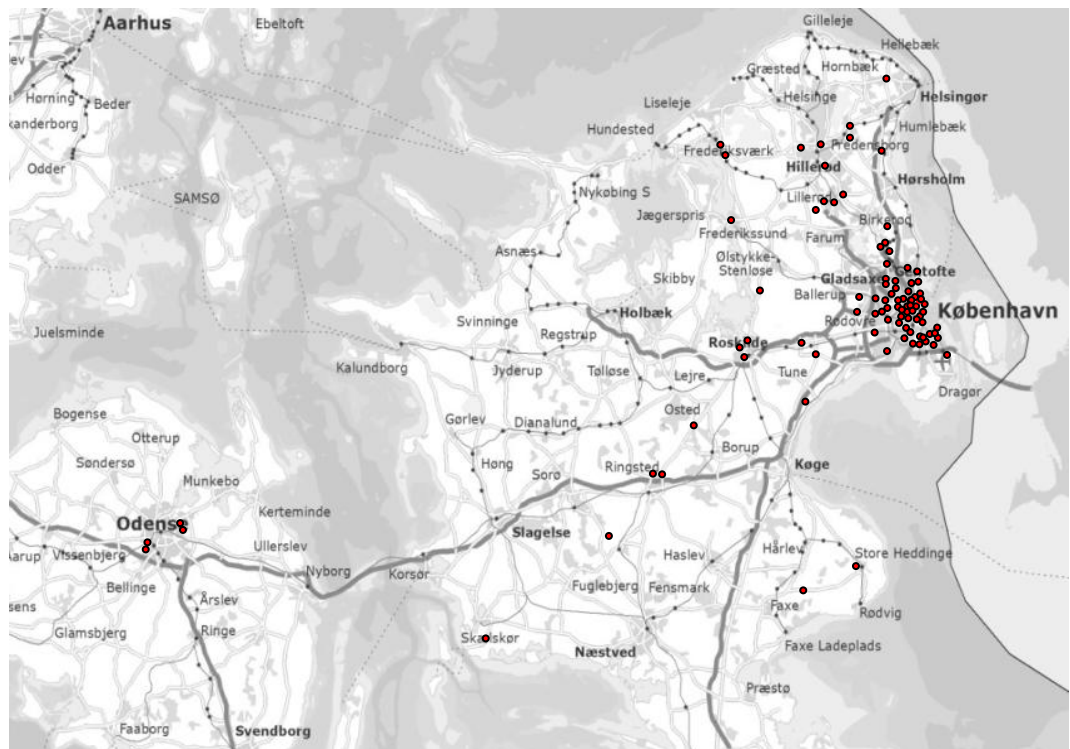 Aarhus
Ebeltoft
Gilleleje
Hellebæk
Græsted
Hornbæk
Hørning
Beder
Liseleje
Helsinge
Helsingør
Hundested
Humlebæk
Frederiksværk
Fredensborg
Odder
Hillerød
Hørsholm
SAMSØ
Nykøbing S
Lillerød
Jægerspris
Birkerød
Frederikssund
Farum
Asnæs
Ølstykke-
Stenløse
Skibby
Gladsaxe
Gentofte
Ballerup
København
Holbæk
Svinninge
Rødovre
Juelsminde
Regstrup
Roskilde
Kalundborg
Jyderup
Tølløse
Lejre
Tune
Dragør
Bogense
Gørlev
Dianalund
Osted
Otterup
Borup
Søndersø
Høng
Sorø
Ringsted
Køge
Munkebo
Kerteminde
Odense
Slagelse
Vissenbjerg
Ullerslev
Hårlev
Store Heddinge
Haslev
Nyborg
Korsør
Bellinge
Fuglebjerg
Fensmark
Årslev
Faxe
Rødvig
Glamsbjerg
Ringe
Skælskør
Næstved
Faxe Ladeplads
Præstø
Faaborg
Svendborg